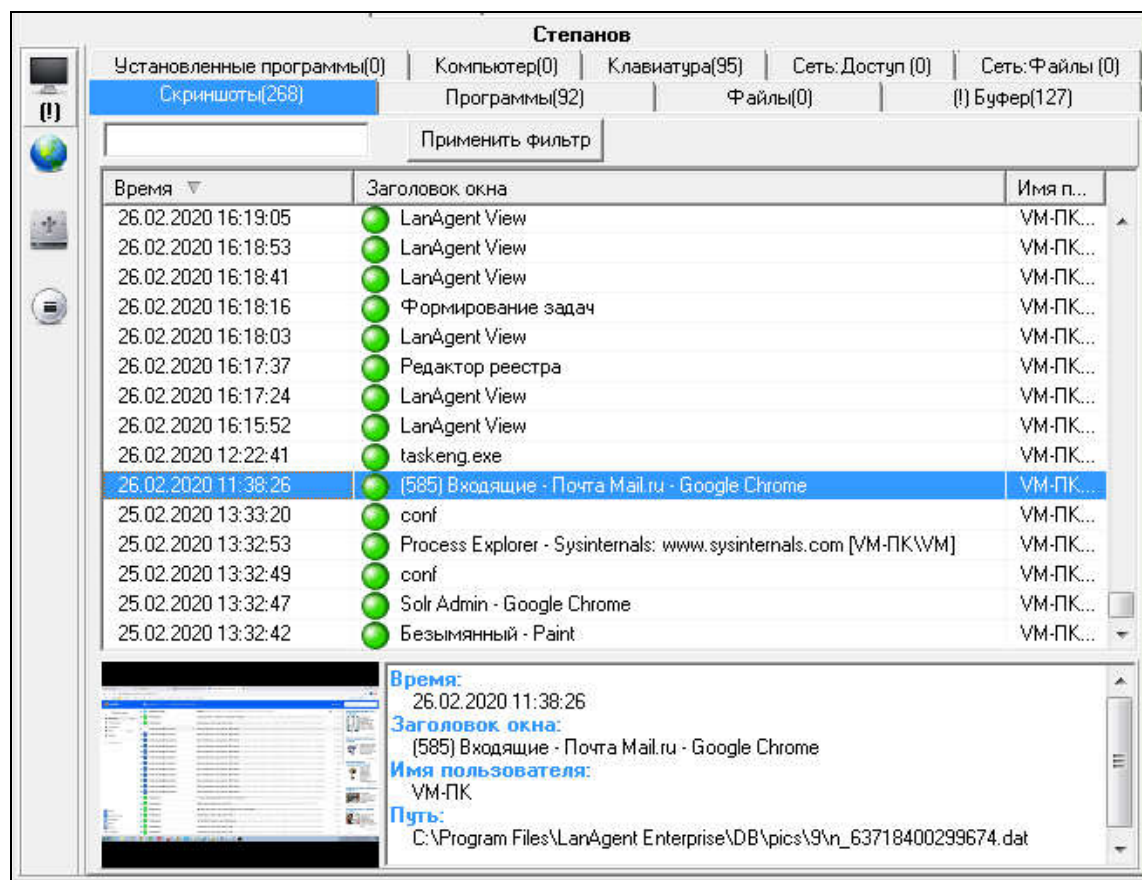 Степанов
Установленные программы(0) Компьютер(0) Клавиатура(95) Сеть:Доступ (0) Сеть:Файлы (0)
Скриншоты(268) Программы(92) Файлы(0) (!) Буфер(127)
(!)
Применить фильтр
Время Заголовок окна Имя п...
26.02.2020 16:19:05 LanAgent View VM-ПК...
26.02.2020 16:18:53 LanAgent View VM-ПК...
26.02.2020 16:18:41 LanAgent View VM-ПК...
26.02.2020 16:18:16 Формирование задач VM-ПК...
26.02.2020 16:18:03 LanAgent View VM-ПК...
26.02.2020 16:17:37 Редактор реестра VM-ПК...
26.02.2020 16:17:24 LanAgent View VM-ПК...
26.02.2020 16:15:52 LanAgent View VM-ПК...
26.02.2020 12:22:41 taskeng.exe VM-ПК...
26.02.2020 11:38:26 (585) Входящие - Почта Mail.ru - Google Chrome VM-ПК...
25.02.2020 13:33:20 conf VM-ПК...
25.02.2020 13:32:53 Process Explorer - Sysinternals: www.sysinternals.com [VM-ПК\VM] VM-ПК...
25.02.2020 13:32:49 conf VM-ПК...
25.02.2020 13:32:47 Solr Admin - Google Chrome VM-ПК...
25.02.2020 13:32:42 Безымянный - Paint VM-ПК...
Время:
26.02.2020 11:38:26
Заголовок окна:
(585) Входящие - Почта Mail.ru - Google Chrome
Имя пользователя:
VM-ПК
Путь:
C:\Program Files\LanAgent Enterprise\DB\pics\9\n_63718400299674.dat